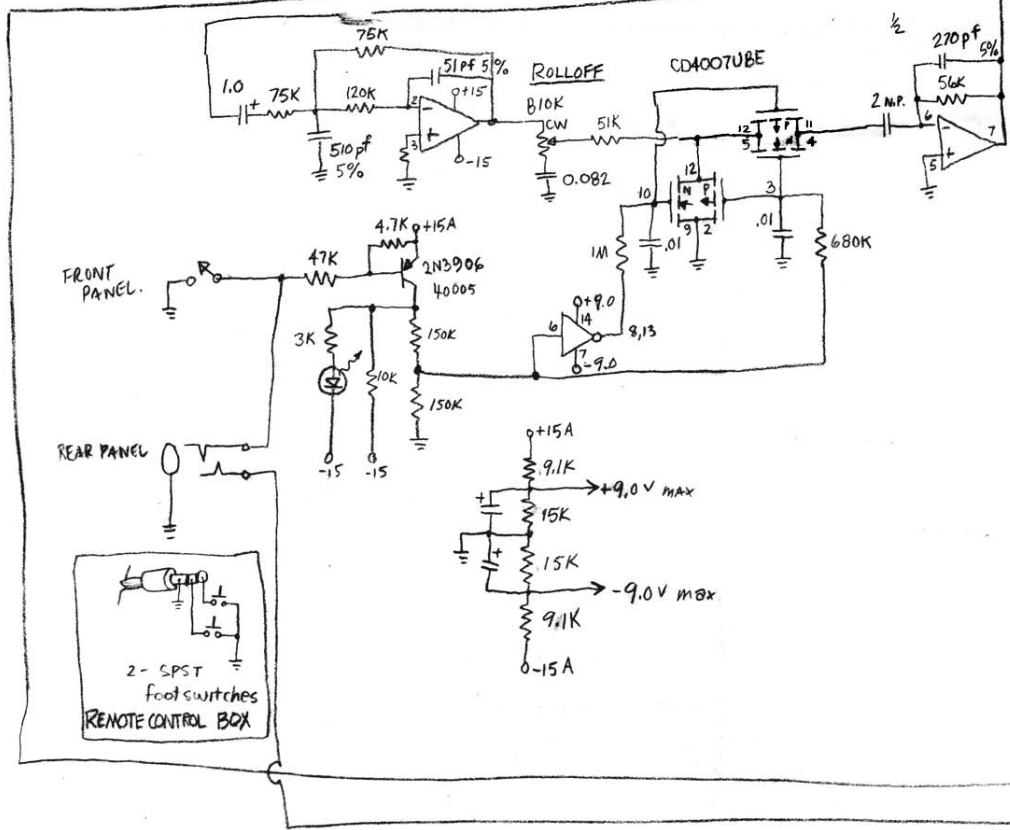 ½
75K
270pf
5%
51pf 5%
CD4007UBE
ROLLOFF
1.0
+
75K
120K
2
-
+15
B10K
CW
56K
2 N.P.
6
-
7
51K
12
5
P
N
11
4
+
3
-15
5
+
510pf
5%
0.082
12
10
N
P
3
9
2
.01
.01
680K
1M
4.7K
+15A
47K
2N3906
40005
FRONT
PANEL.
+9.0
14
6
8,13
7
-9.0
3K
150K
10K
150K
REAR PANEL
-15
-15
+15A
9.1K
+9.0V max
+
15K
+
15K
-9.0V max
9.1K
-15A
2 - SPST
foot switches
REMOTE CONTROL BOX